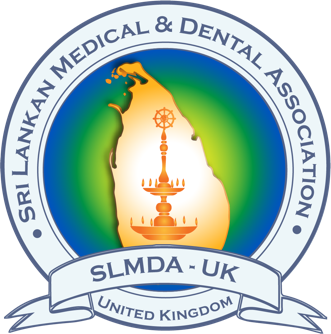 • SRI LANKAN MEDICAL & DENTAL ASSOCIATION •
SLMDA - UK
UNITED KINGDOM